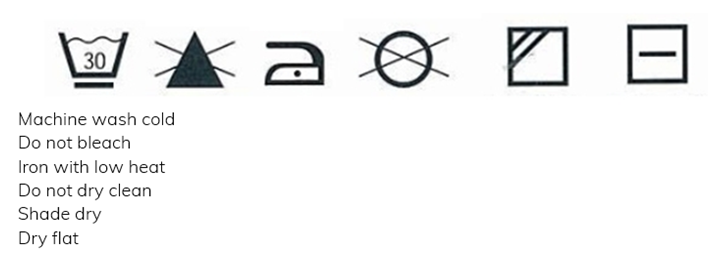 30
Machine wash cold
Do not bleach
Iron with low heat
Do not dry clean
Shade dry
Dry flat